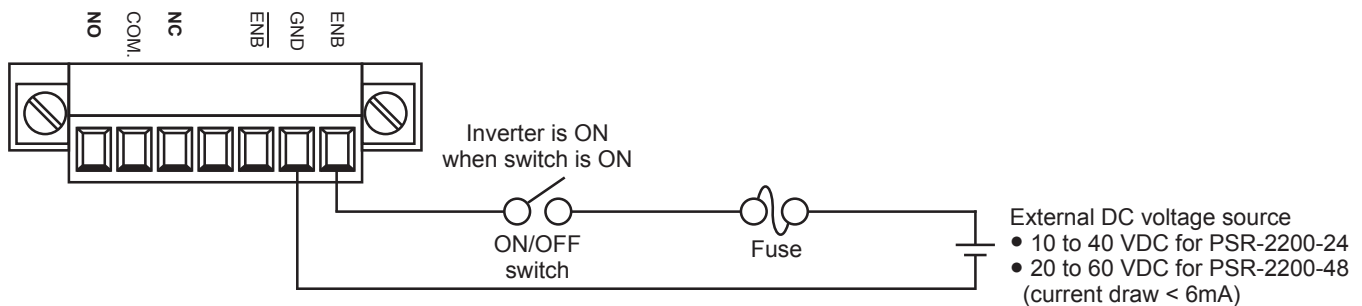 NO
COM.
NC
ENB
GND
ENB
Inverter is ON
when switch is ON
ON/OFF
switch
Fuse
External DC voltage source
● 10 to 40 VDC for PSR-2200-24
● 20 to 60 VDC for PSR-2200-48
(current draw < 6mA)